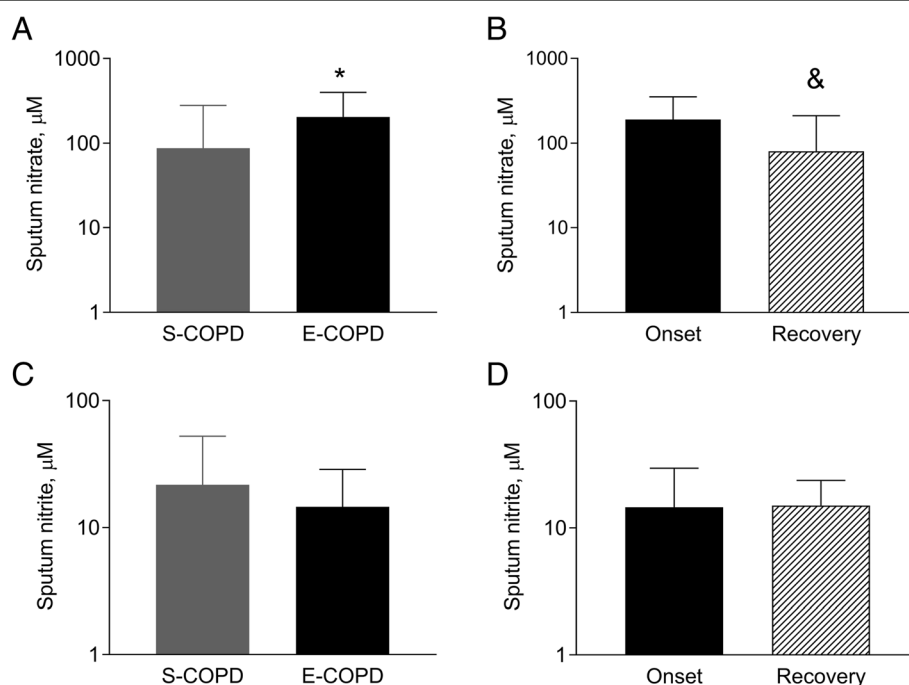 A
Sputum nitrate, μM
1000
100
10
1
*
S-COPD
E-COPD
B
Sputum nitrate, μM
1000
100
10
1
&
Onset
Recovery
C
Sputum nitrite, μM
100
10
1
S-COPD
E-COPD
D
Sputum nitrite, μM
100
10
1
Onset
Recovery